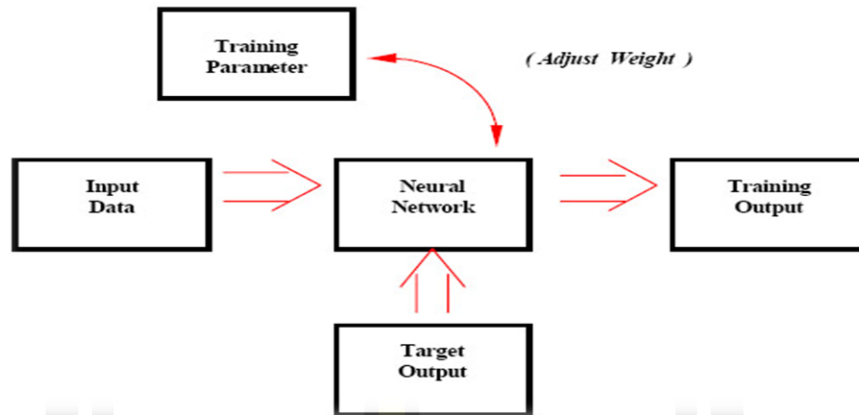 Training
Parameter
( Adjust Weight )
Input
Data
Neural
Network
Training
Output
Target
Output